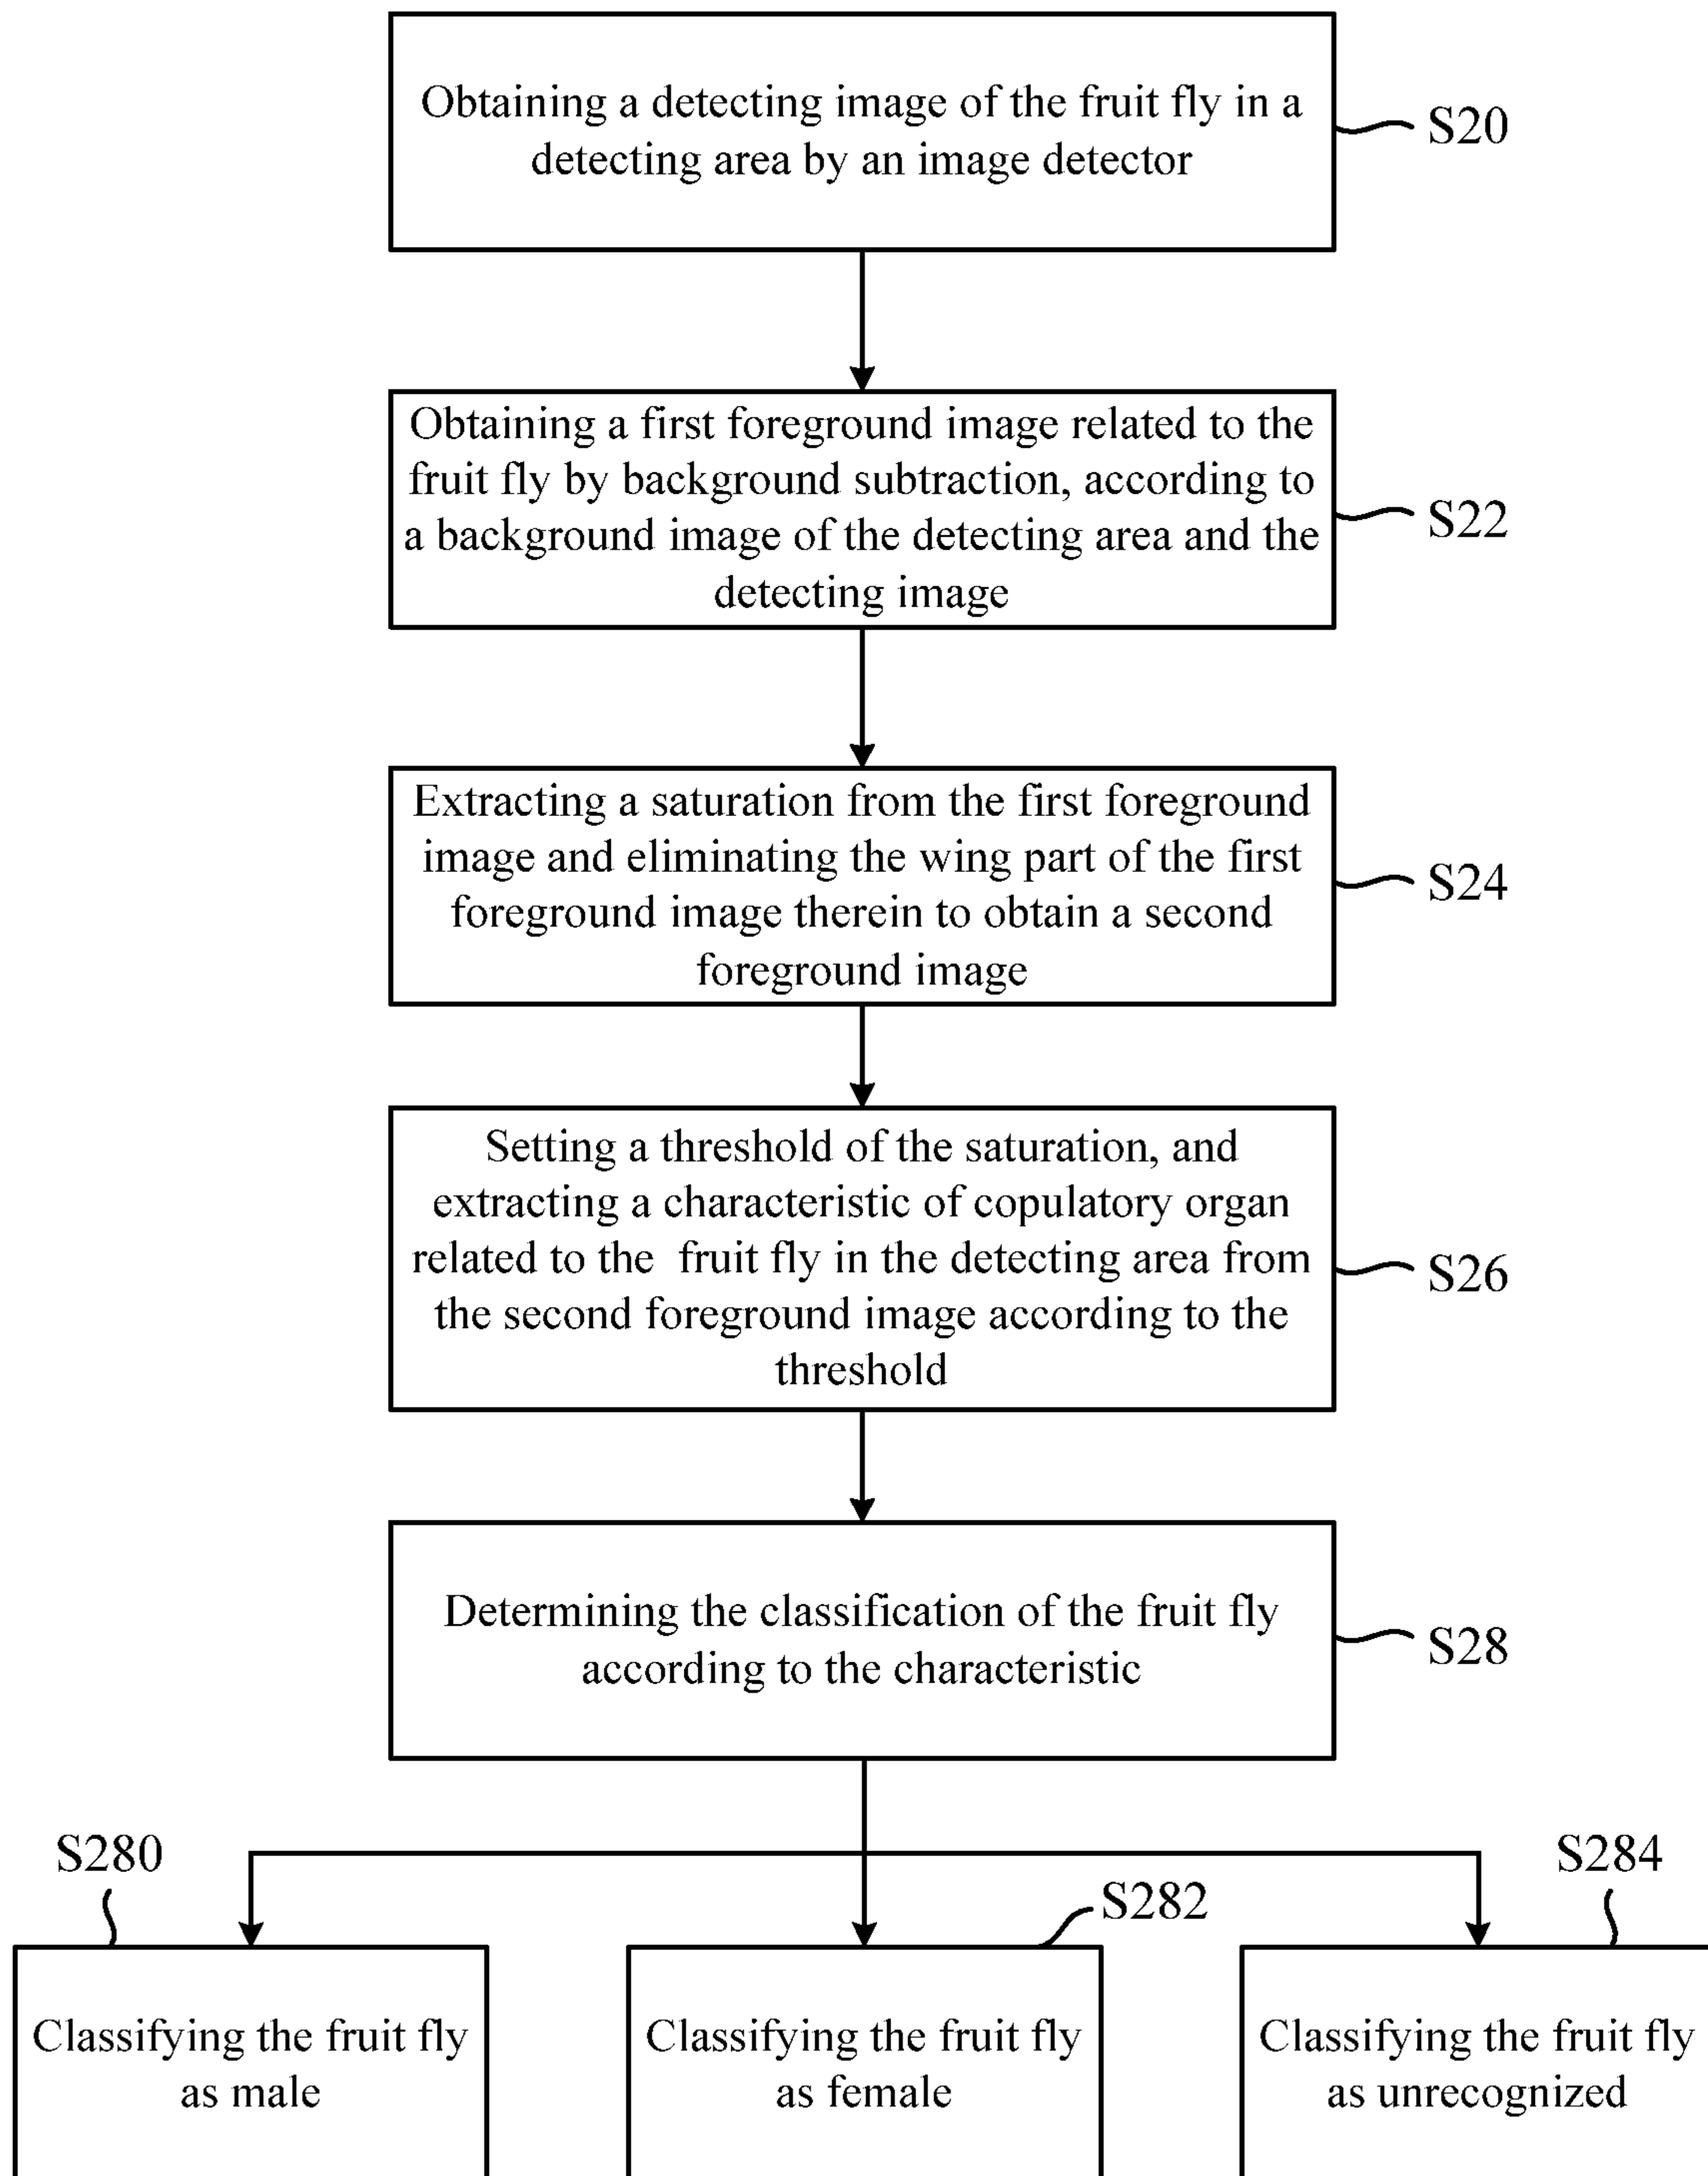 Obtaining a detecting image of the fruit fly in a
detecting area by an image detector
S20
Obtaining a first foreground image related to the
fruit fly by background subtraction, according to
a background image of the detecting area and the
detecting image
S22
Extracting a saturation from the first foreground
image and eliminating the wing part of the first
foreground image therein to obtain a second
foreground image
S24
Setting a threshold of the saturation, and
extracting a characteristic of copulatory organ
related to the  fruit fly in the detecting area from
the second foreground image according to the
threshold
S26
Determining the classification of the fruit fly
according to the characteristic
S28
S280
Classifying the fruit fly
as male
S282
Classifying the fruit fly
as female
S284
Classifying the fruit fly
as unrecognized